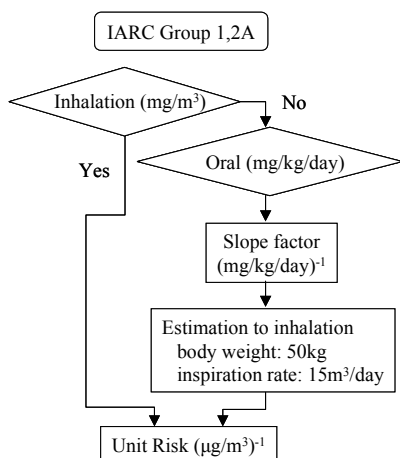 IARC Group 1,2A
Inhalation (mg/m³)
No
Oral (mg/kg/day)
Yes
Slope factor
(mg/kg/day)⁻¹
Estimation to inhalation
body weight: 50kg
inspiration rate: 15m³/day
Unit Risk (μg/m³)⁻¹